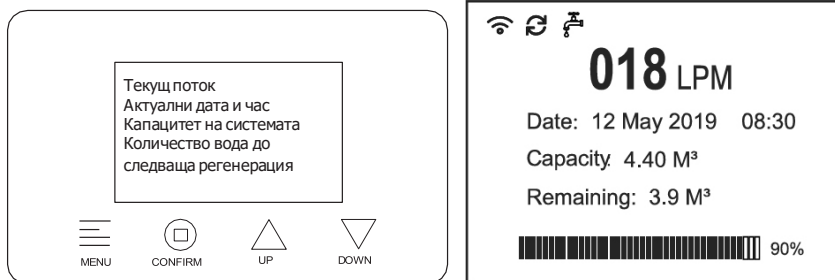 Текущ поток
Актуални дата и час
Капацитет на системата
Количество вода до
следваща регенерация
MENU CONFIRM UP DOWN
018 LPM
Date: 12 May 2019 08:30
Capacity: 4.40 M³
Remaining: 3.9 M³
90%